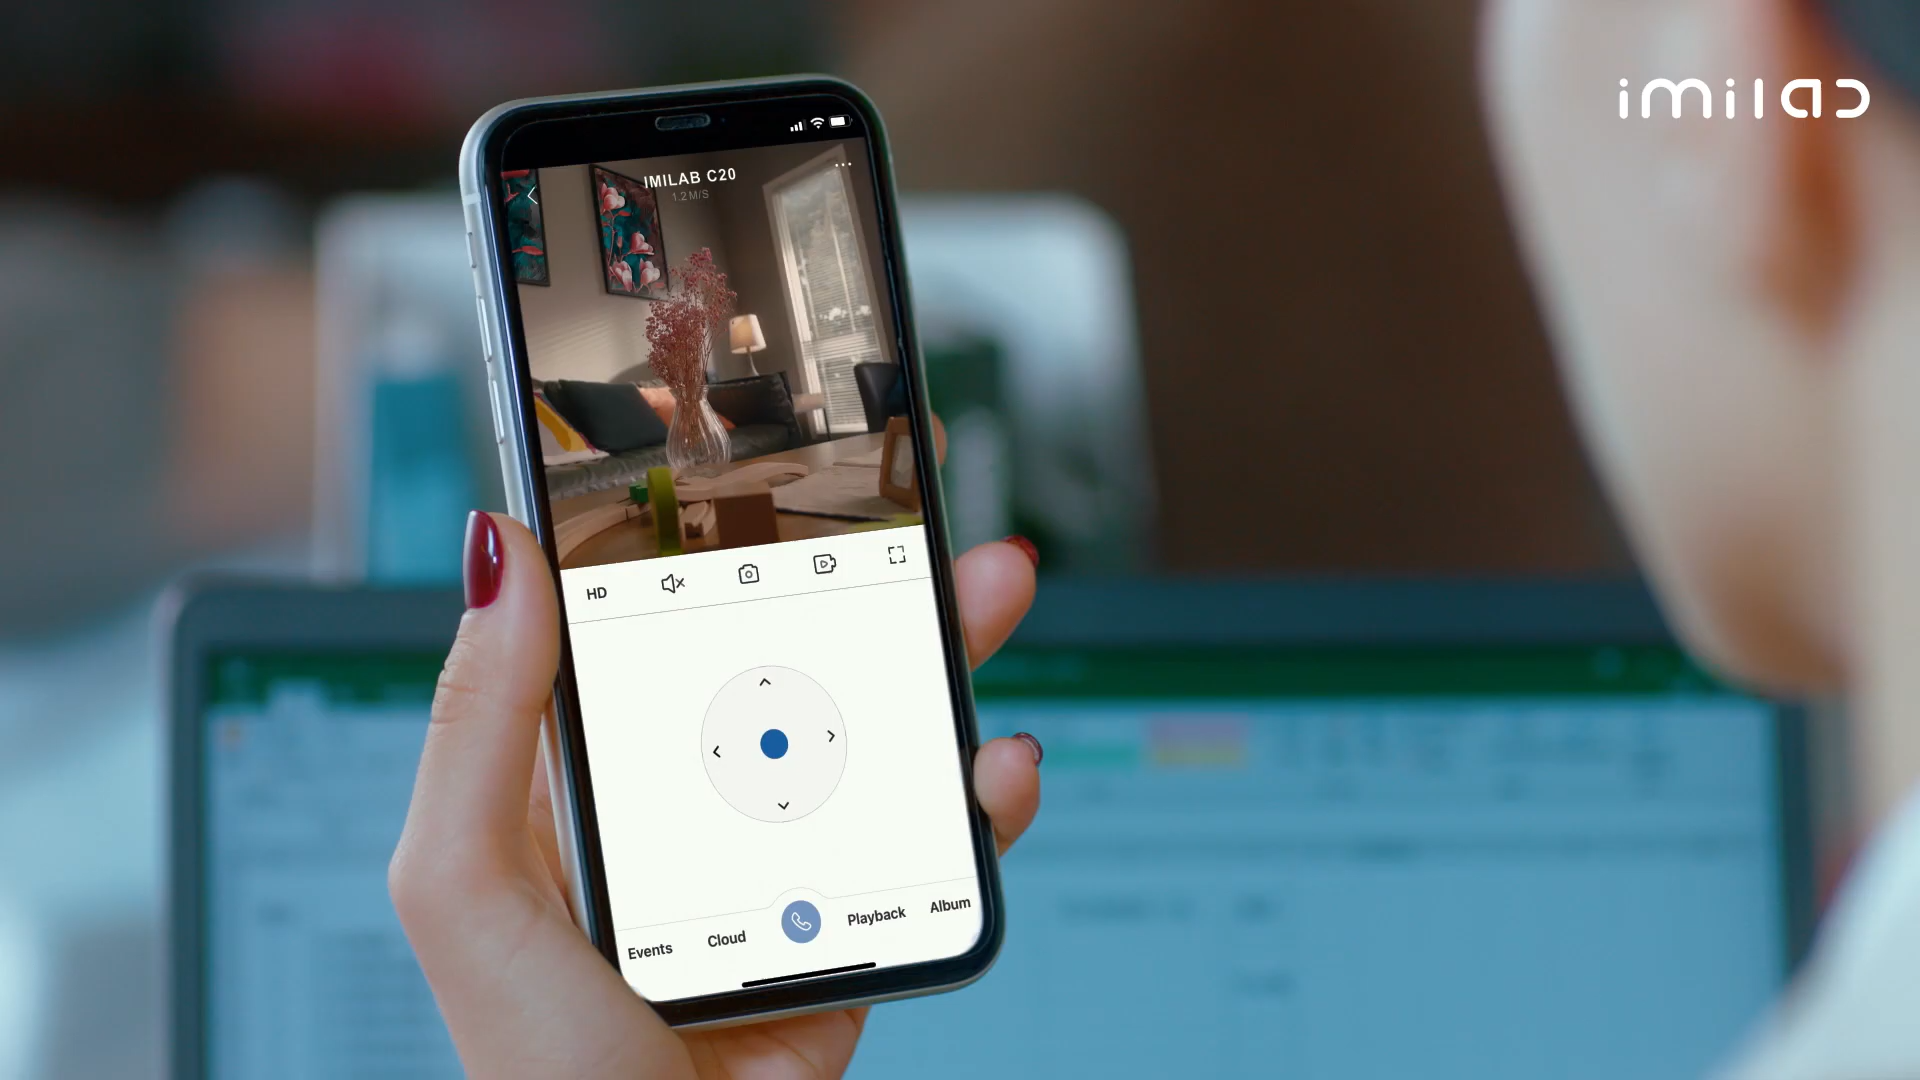 imilab
IMILAB C20
1.2M/S
HD
Events
Cloud
Playback
Album